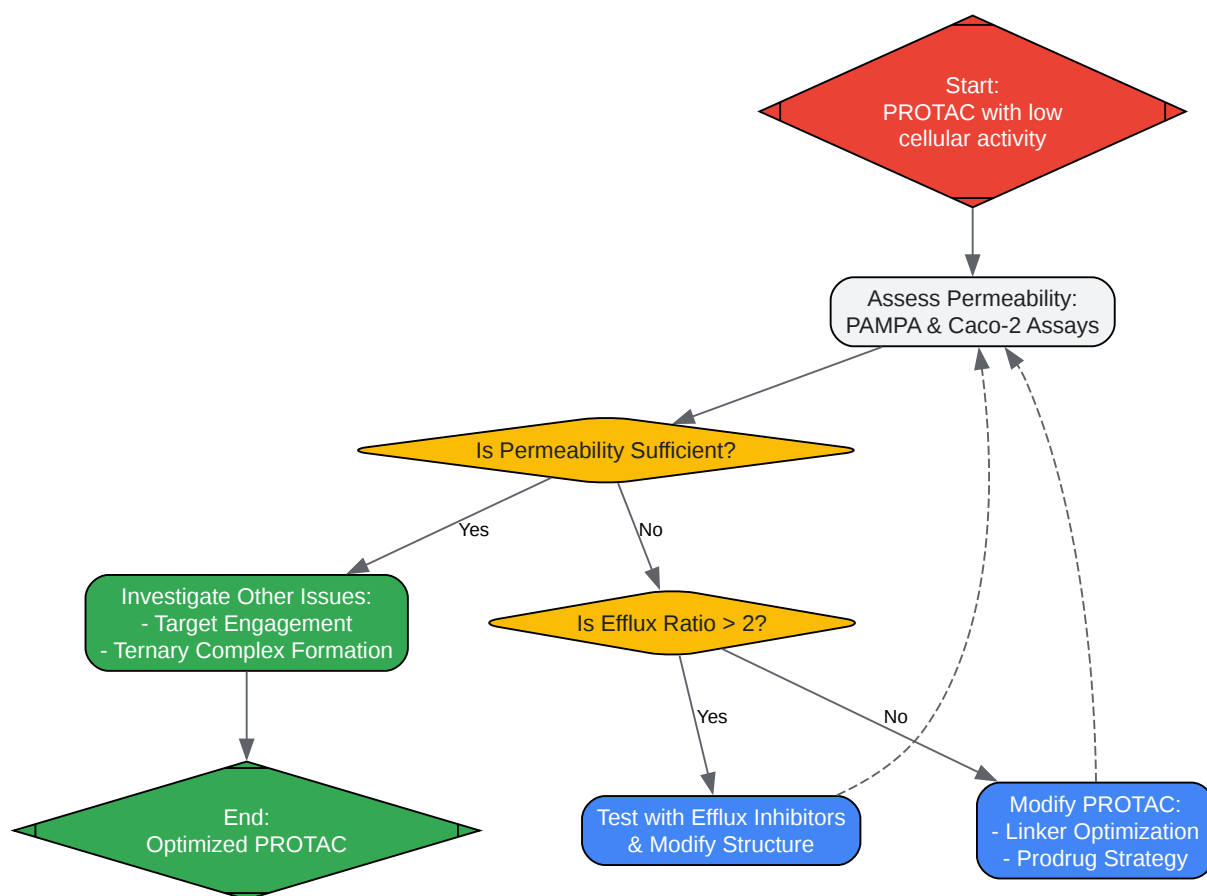 Start:
PROTAC with low
cellular activity
Assess Permeability:
PAMPA & Caco-2 Assays
Is Permeability Sufficient?
Yes
No
Investigate Other Issues:
- Target Engagement
- Ternary Complex Formation
Is Efflux Ratio > 2?
Yes
No
End:
Optimized PROTAC
Test with Efflux Inhibitors
& Modify Structure
Modify PROTAC:
- Linker Optimization
- Prodrug Strategy